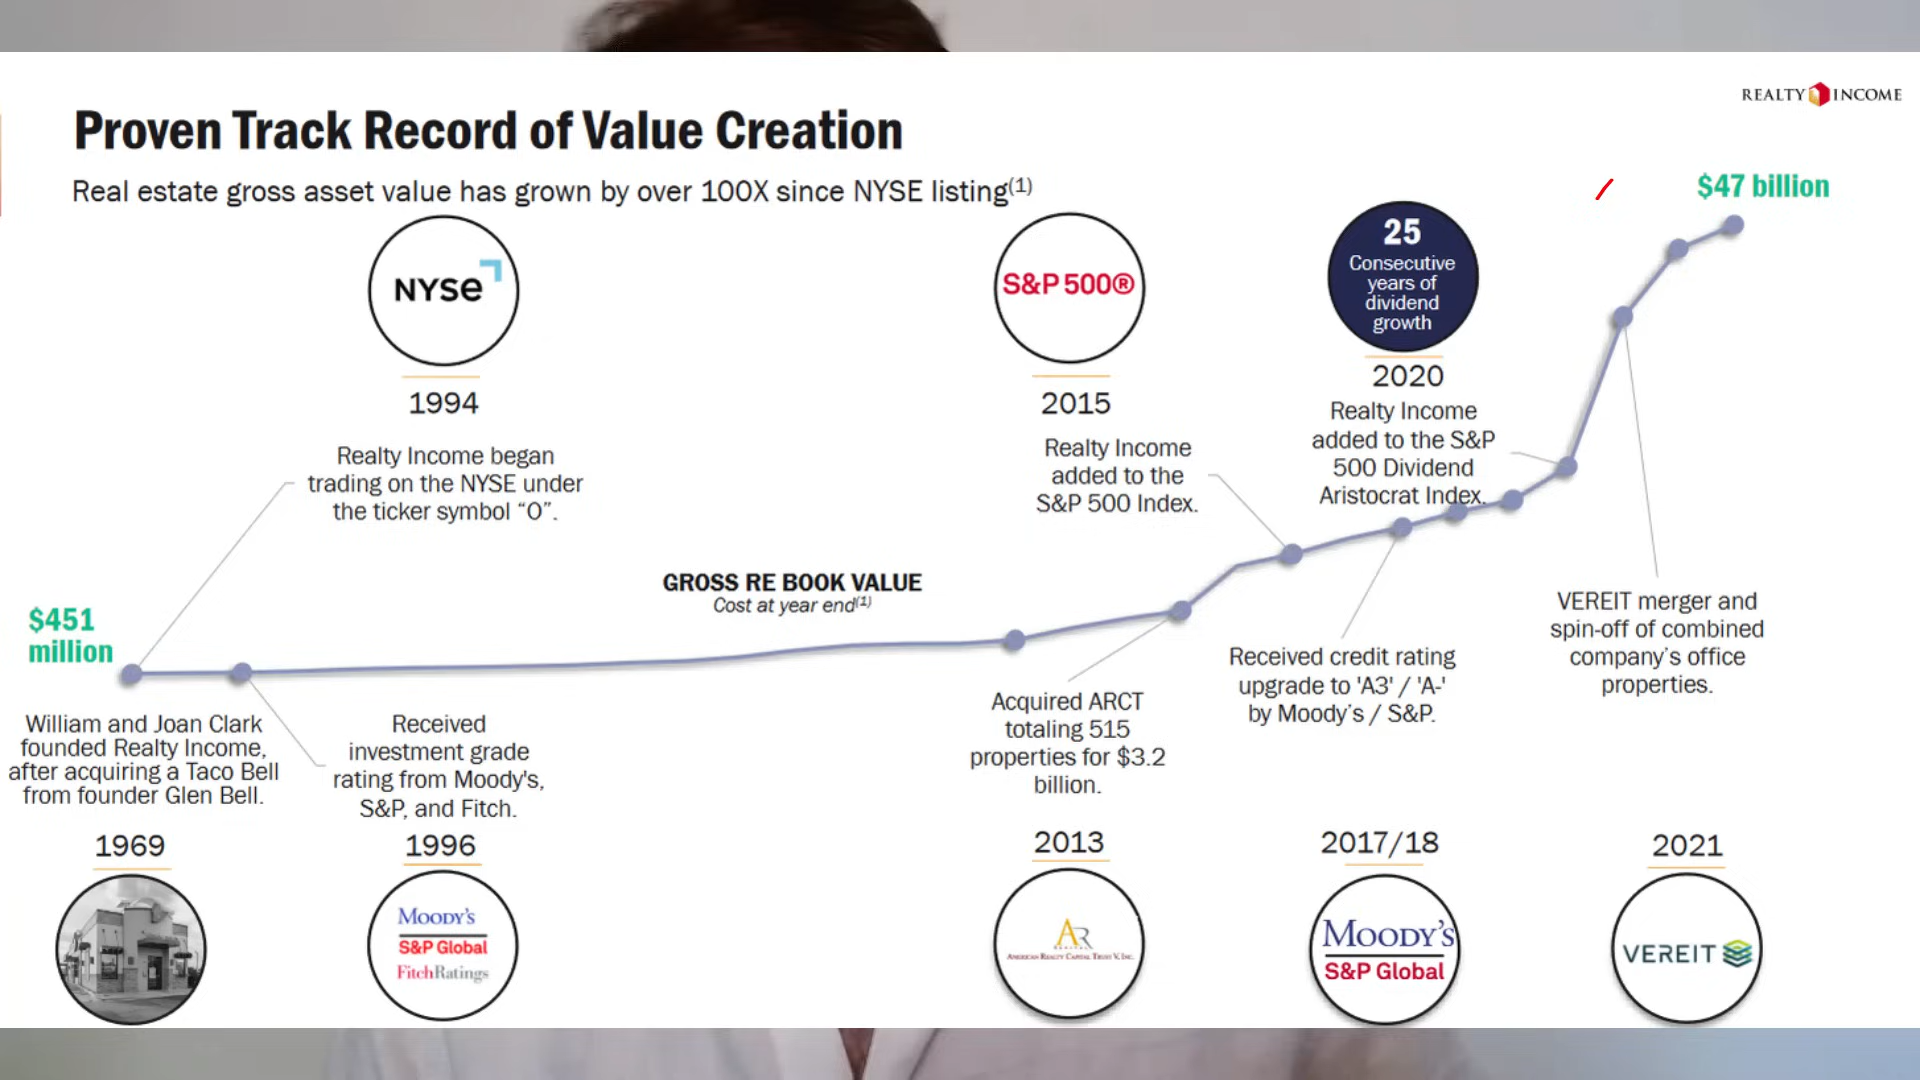 REALTY INCOME
Proven Track Record of Value Creation
Real estate gross asset value has grown by over 100X since NYSE listing(1)
$47 billion
NYSE
1994
Realty Income began
trading on the NYSE under
the ticker symbol “O”.
S&P 500®
2015
Realty Income
added to the
S&P 500 Index.
25
Consecutive
years of
dividend
growth
2020
Realty Income
added to the S&P
500 Dividend
Aristocrat Index.
GROSS RE BOOK VALUE
Cost at year end(1)
$451
million
William and Joan Clark
founded Realty Income,
after acquiring a Taco Bell
from founder Glen Bell.
1969
Received
investment grade
rating from Moody's,
S&P, and Fitch.
1996
MOODY'S
S&P Global
FitchRatings
Acquired ARCT
totaling 515
properties for $3.2
billion.
2013
AR
CAPITAL
AMERICAN REALTY CAPITAL TRUST V, INC.
Received credit rating
upgrade to 'A3' / 'A-'
by Moody's / S&P.
2017/18
MOODY'S
S&P Global
VEREIT merger and
spin-off of combined
company's office
properties.
2021
VEREIT